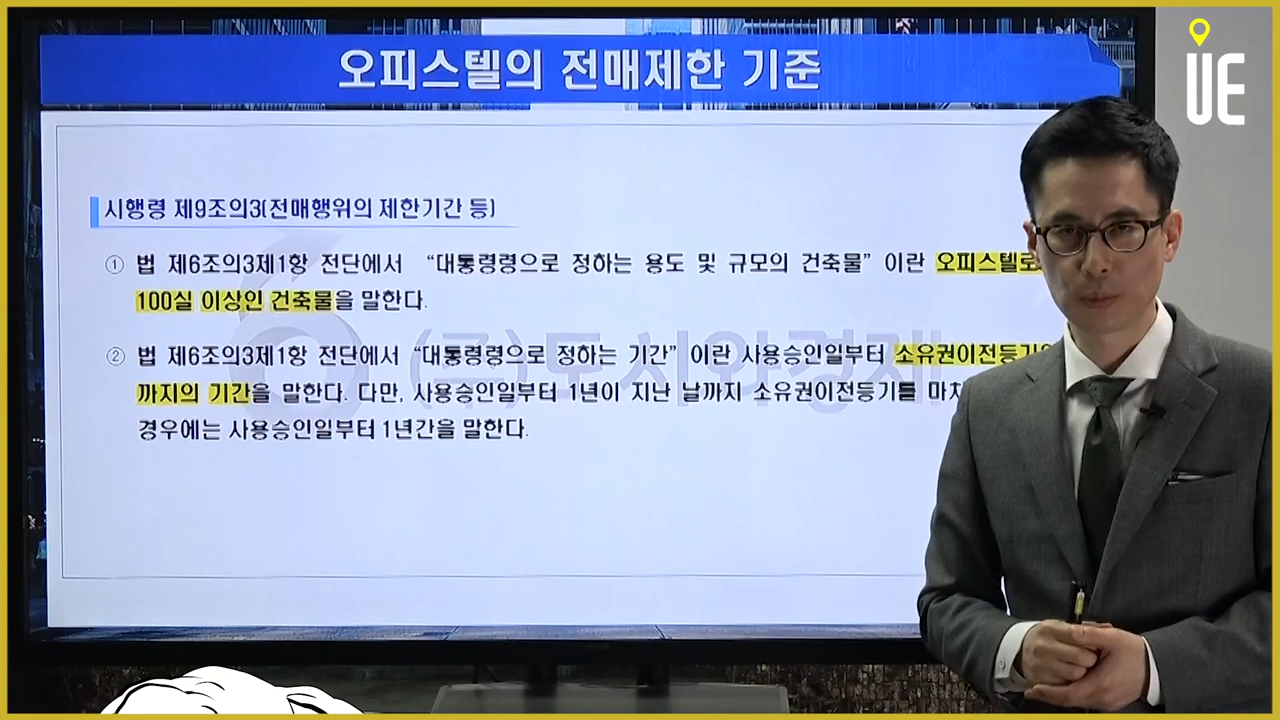 오피스텔의 전매제한 기준
UE
시행령 제9조의3(전매행위의 제한기간 등)
① 법 제6조의3제1항 전단에서 “대통령령으로 정하는 용도 및 규모의 건축물” 이란 오피스텔로
100실 이상인 건축물을 말한다.
② 법 제6조의3제1항 전단에서 “대통령령으로 정하는 기간” 이란 사용승인일부터 소유권이전등기
까지의 기간을 말한다. 다만, 사용승인일부터 1년이 지난 날까지 소유권이전등기를 마치
경우에는 사용승인일부터 1년간을 말한다.
(주)도시와경제